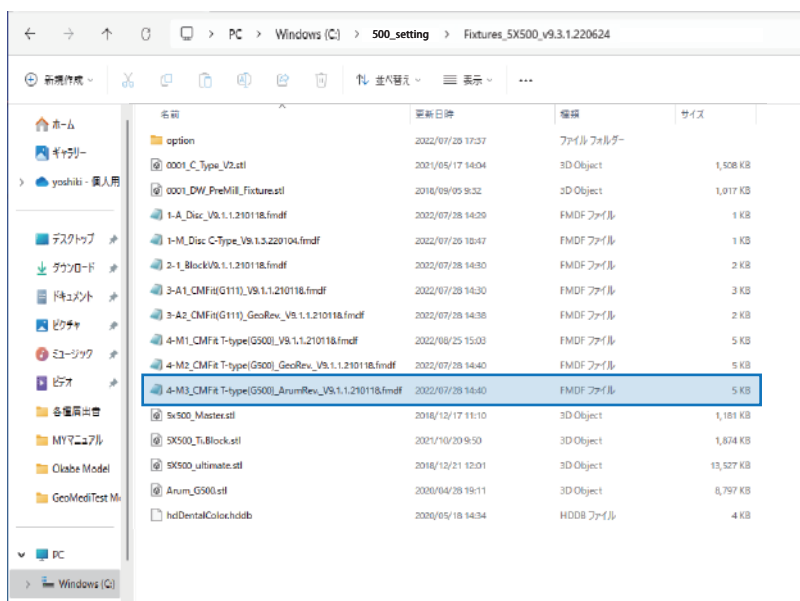 PC > Windows (C:) > 500_setting > Fixtures_5X500_v9.3.1.220624
新規作成 並べ替え 表示 ...
名前 更新日時 種類 サイズ
ホーム
ギャラリー
yoshiki - 個人用
デスクトップ
ダウンロード
ドキュメント
ピクチャ
ミュージック
ビデオ
各種届出書
MYマニュアル
Okabe Model
GeoMediTest
PC
Windows (C:)
option 2022/07/28 17:37 ファイル フォルダー
0001_C_Type_V2.stl 2021/05/17 14:04 3D Object 1,508 KB
0001_DW_PreMill_Fixture.stl 2018/09/05 9:32 3D Object 1,017 KB
1-A_Disc_V9.1.1.210118.fmdf 2022/07/28 14:29 FMDF ファイル 1 KB
1-M_Disc C-Type_V9.1.3.220104.fmdf 2022/07/26 18:47 FMDF ファイル 1 KB
2-1_BlockV9.1.1.210118.fmdf 2022/07/28 14:30 FMDF ファイル 2 KB
3-A1_CMFit(G111)_V9.1.1.210118.fmdf 2022/07/28 14:30 FMDF ファイル 3 KB
3-A2_CMFit(G111)_GeoRev._V9.1.1.210118.fmdf 2022/07/28 14:38 FMDF ファイル 2 KB
4-M1_CMFit T-type(G500)_V9.1.1.210118.fmdf 2022/08/25 15:03 FMDF ファイル 5 KB
4-M2_CMFit T-type(G500)_GeoRev._V9.1.1.210118.fmdf 2022/07/28 14:40 FMDF ファイル 5 KB
4-M3_CMFit T-type(G500)_ArumRev._V9.1.1.210118.fmdf 2022/07/28 14:40 FMDF ファイル 5 KB
5x500_Master.stl 2018/12/17 11:10 3D Object 1,181 KB
5X500_Ti.Block.stl 2021/10/20 9:50 3D Object 1,874 KB
5X500_ultimate.stl 2018/12/21 12:01 3D Object 13,527 KB
Arum_G500.stl 2020/04/28 19:11 3D Object 8,797 KB
hdDentalColor.hddb 2020/05/18 14:34 HDDB ファイル 4 KB